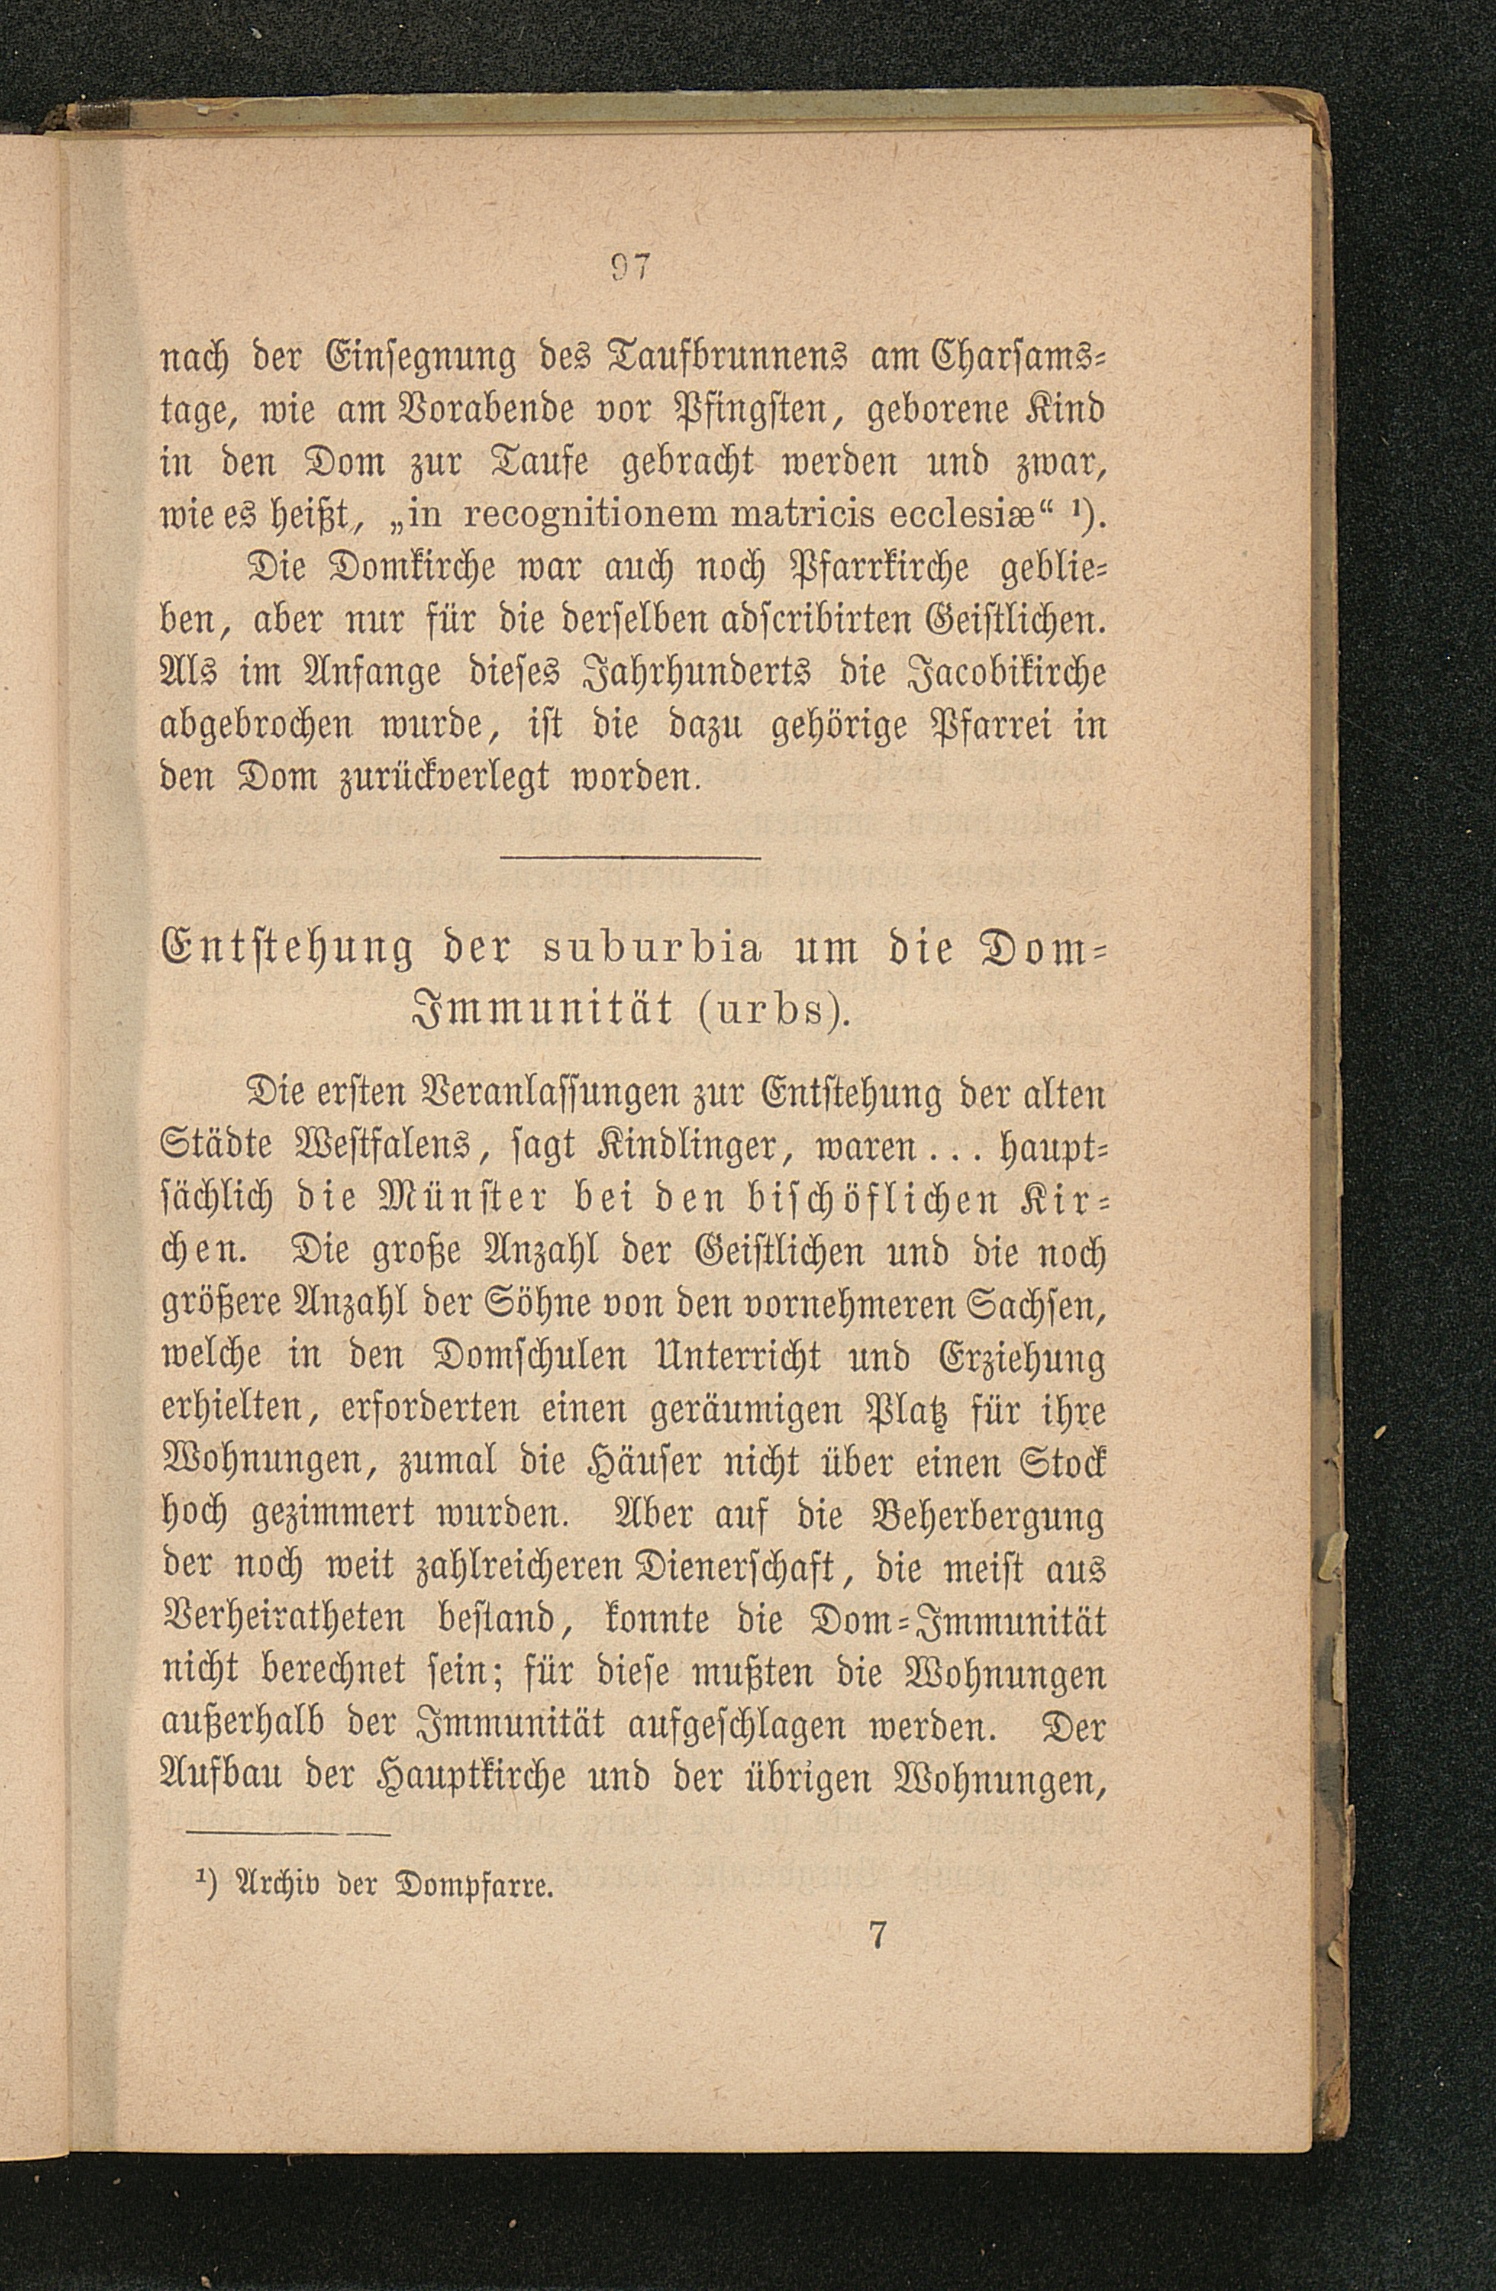 97
nach der Einsegnung des Taufbrunnens am Charsams-
tage, wie am Vorabende vor Pfingsten, geborene Kind
in den Dom zur Taufe gebracht werden und zwar,
wie es heißt, „in recognitionem matricis ecclesiæ“ ¹).
Die Domkirche war auch noch Pfarrkirche geblie-
ben, aber nur für die derselben adscribirten Geistlichen.
Als im Anfange dieses Jahrhunderts die Jacobikirche
abgebrochen wurde, ist die dazu gehörige Pfarrei in
den Dom zurückverlegt worden.
Entstehung der suburbia um die Dom-
Immunität (urbs).
Die ersten Veranlassungen zur Entstehung der alten
Städte Westfalens, sagt Kindlinger, waren ... haupt-
sächlich die Münster bei den bischöflichen Kir-
chen. Die große Anzahl der Geistlichen und die noch
größere Anzahl der Söhne von den vornehmeren Sachsen,
welche in den Domschulen Unterricht und Erziehung
erhielten, erforderten einen geräumigen Platz für ihre
Wohnungen, zumal die Häuser nicht über einen Stock
hoch gezimmert wurden. Aber auf die Beherbergung
der noch weit zahlreicheren Dienerschaft, die meist aus
Verheiratheten bestand, konnte die Dom-Immunität
nicht berechnet sein; für diese mußten die Wohnungen
außerhalb der Immunität aufgeschlagen werden. Der
Aufbau der Hauptkirche und der übrigen Wohnungen,
¹) Archiv der Dompfarre.
7